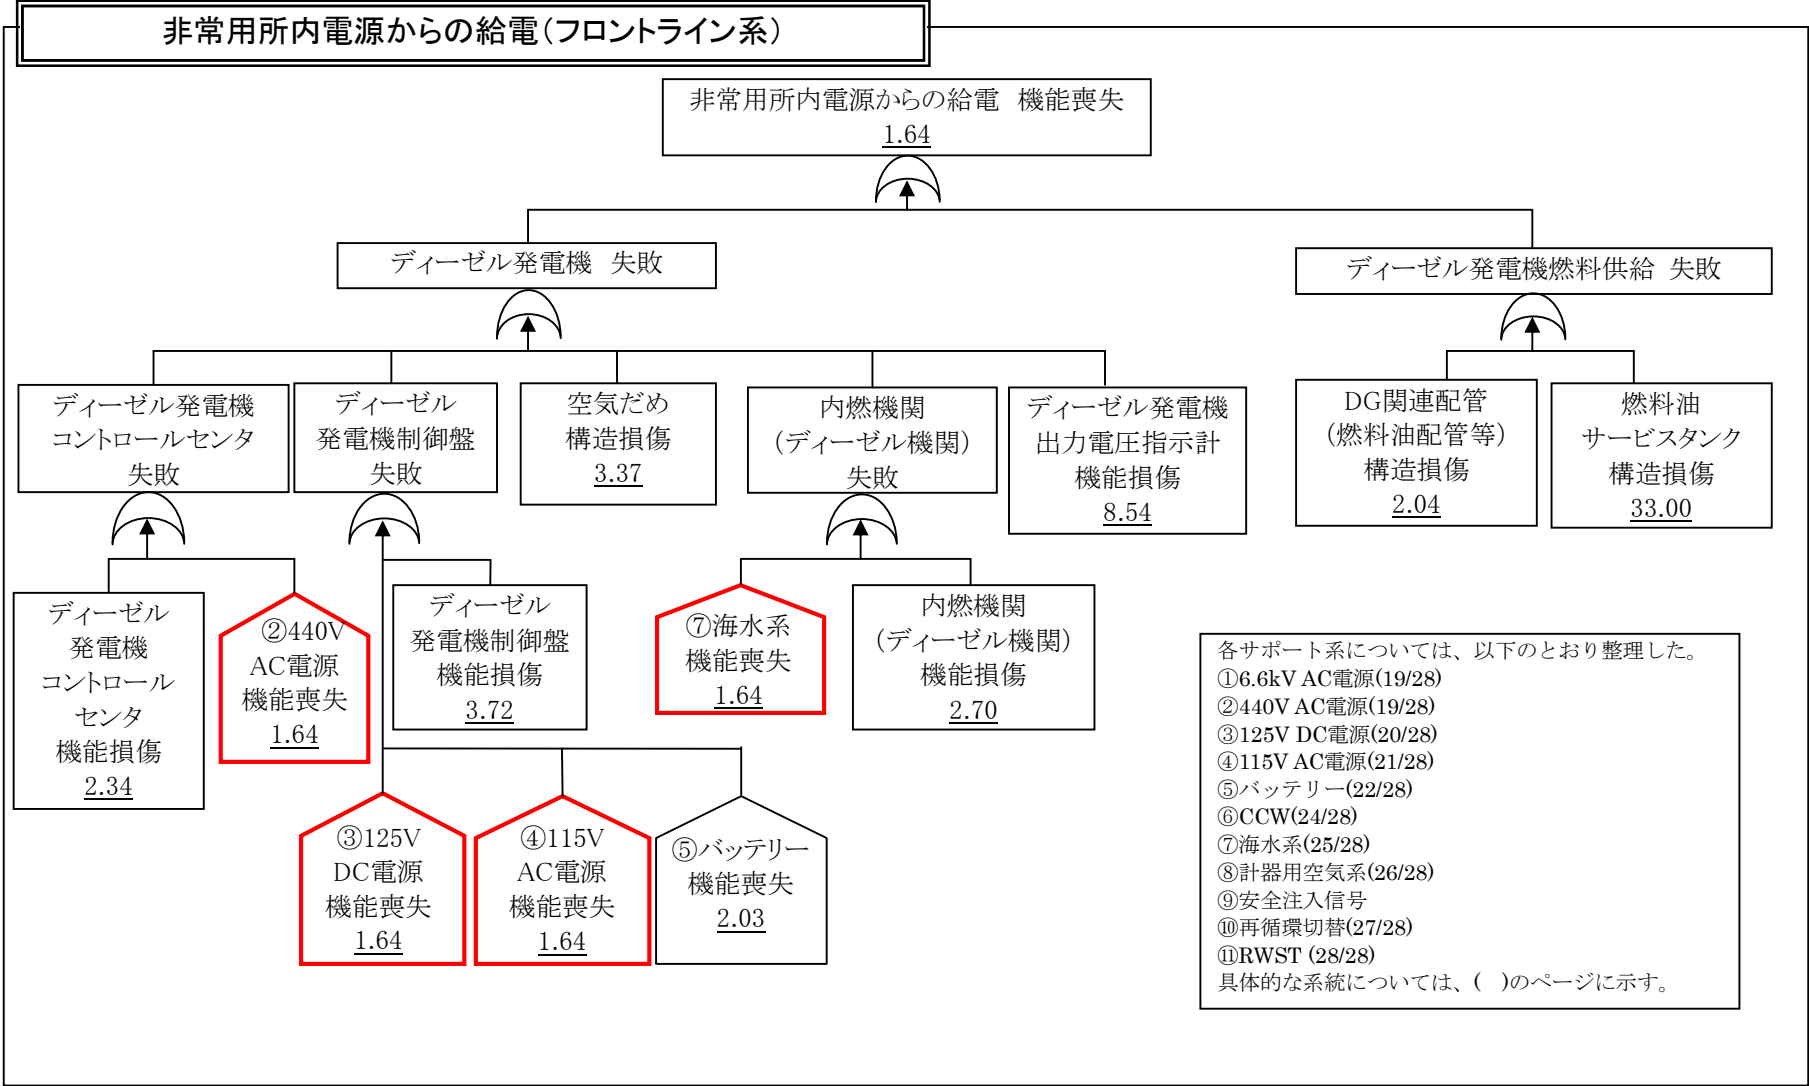 非常用所内電源からの給電（フロントライン系）
非常用所内電源からの給電　機能喪失
1.64
ディーゼル発電機　失敗
ディーゼル発電機燃料供給 失敗
ディーゼル発電機
コントロールセンタ
失敗
ディーゼル
発電機制御盤
失敗
空気だめ
構造損傷
3.37
内燃機関
（ディーゼル機関）
失敗
ディーゼル発電機
出力電圧指示計
機能損傷
8.54
DG関連配管
（燃料油配管等）
構造損傷
2.04
燃料油
サービスタンク
構造損傷
33.00
ディーゼル
発電機
コントロール
センタ
機能損傷
2.34
②440V
AC電源
機能喪失
1.64
ディーゼル
発電機制御盤
機能損傷
3.72
⑦海水系
機能喪失
1.64
内燃機関
（ディーゼル機関）
機能損傷
2.70
③125V
DC電源
機能喪失
1.64
④115V
AC電源
機能喪失
1.64
⑤バッテリー
機能喪失
2.03
各サポート系については、以下のとおり整理した。
①6.6kV AC電源(19/28)
②440V AC電源(19/28)
③125V DC電源(20/28)
④115V AC電源(21/28)
⑤バッテリー(22/28)
⑥CCW(24/28)
⑦海水系(25/28)
⑧計器用空気系(26/28)
⑨安全注入信号
⑩再循環切替(27/28)
⑪RWST (28/28)
具体的な系統については、(　)のページに示す。